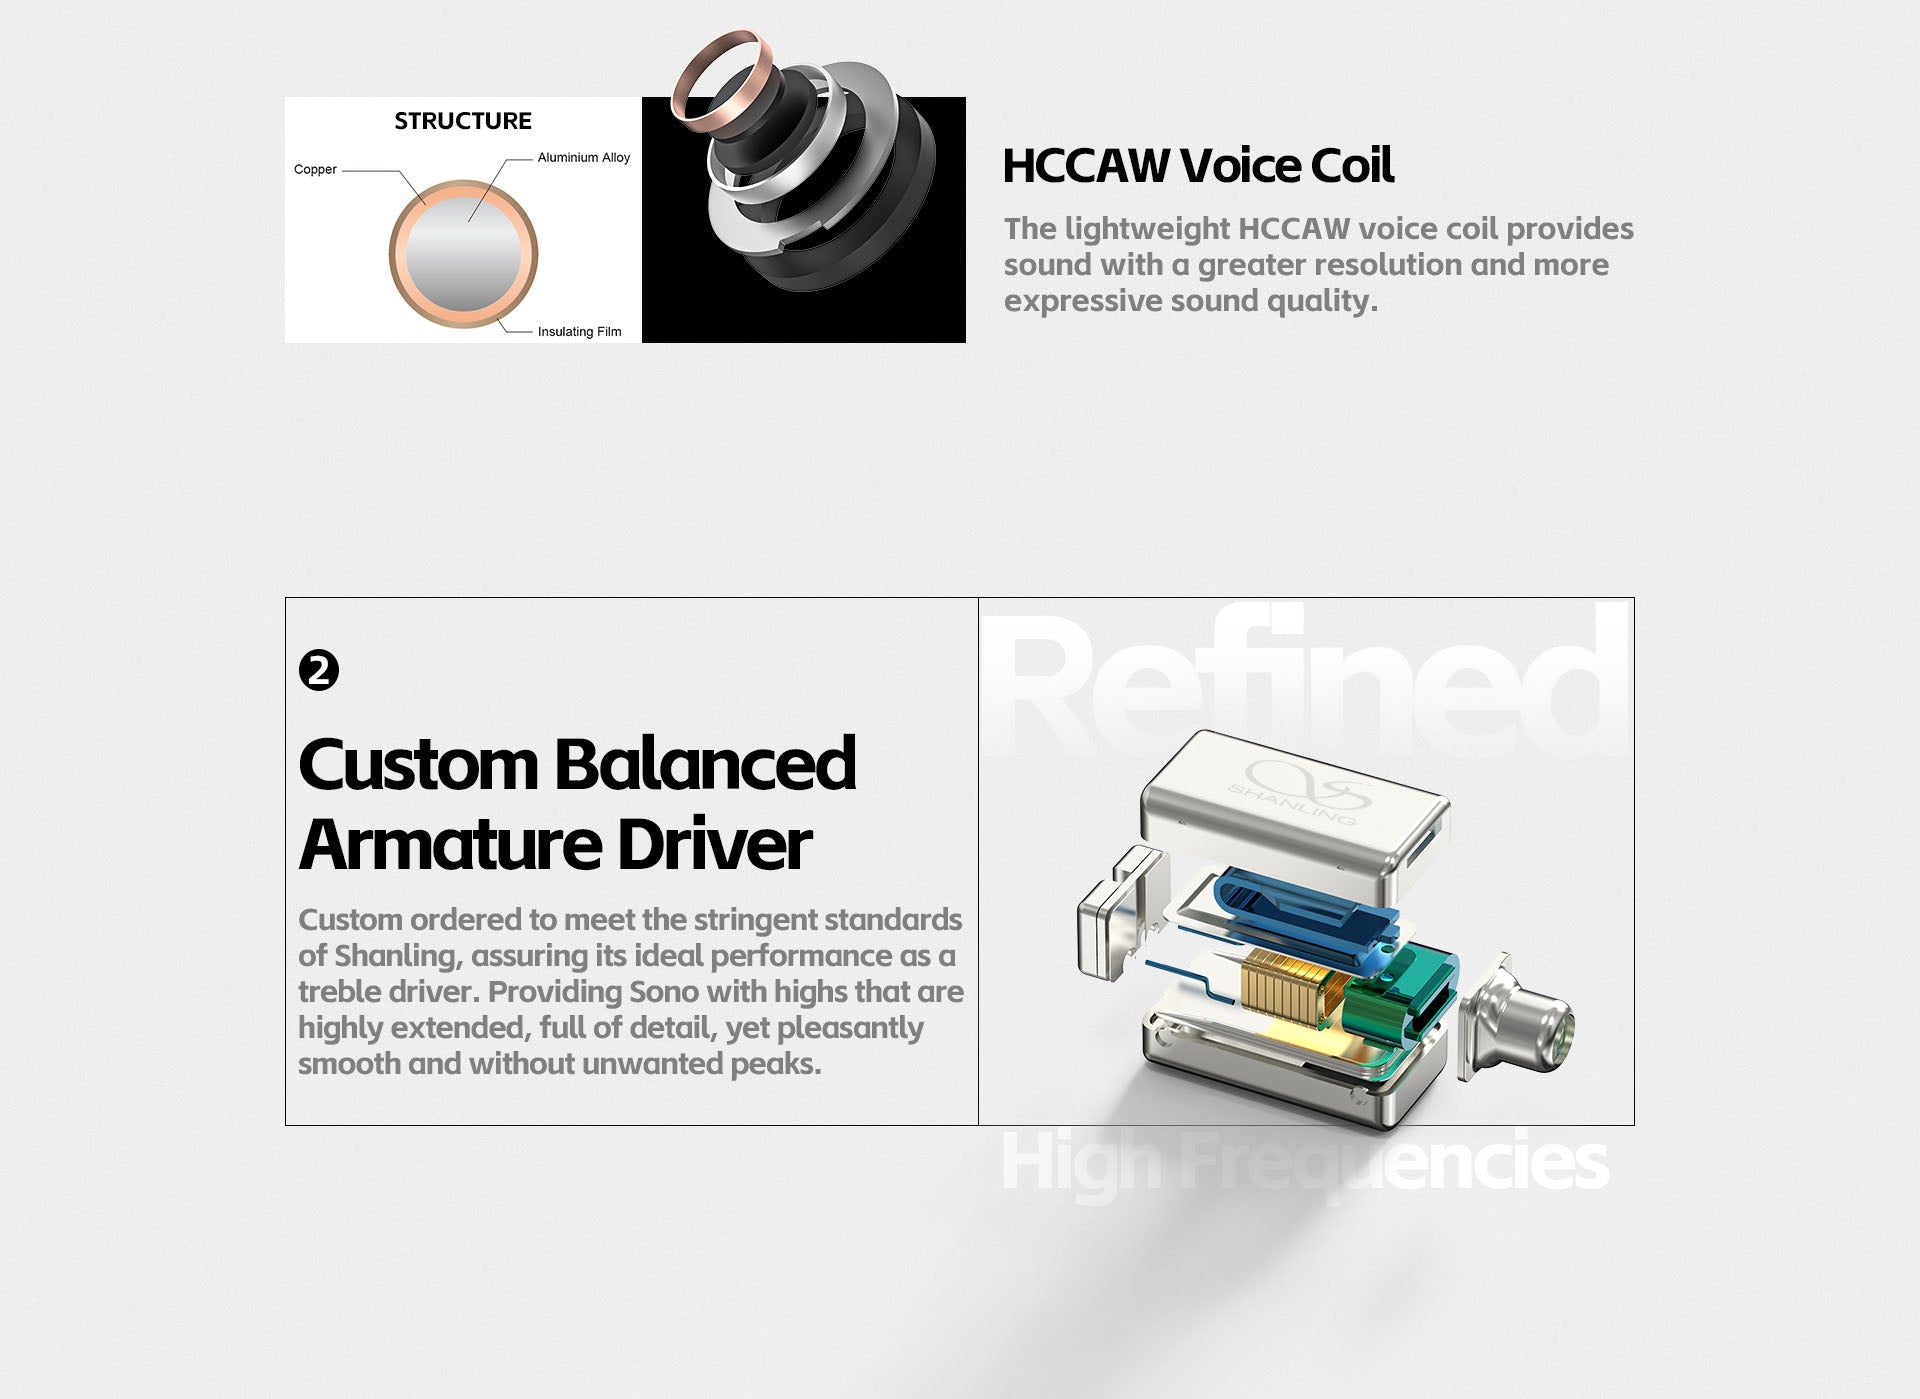 STRUCTURE
Copper
Aluminium Alloy
Insulating Film
HCCAW Voice Coil
The lightweight HCCAW voice coil provides
sound with a greater resolution and more
expressive sound quality.
2
Custom Balanced
Armature Driver
Custom ordered to meet the stringent standards
of Shanling, assuring its ideal performance as a
treble driver. Providing Sono with highs that are
highly extended, full of detail, yet pleasantly
smooth and without unwanted peaks.
Refined
SHANLING
High Frequencies